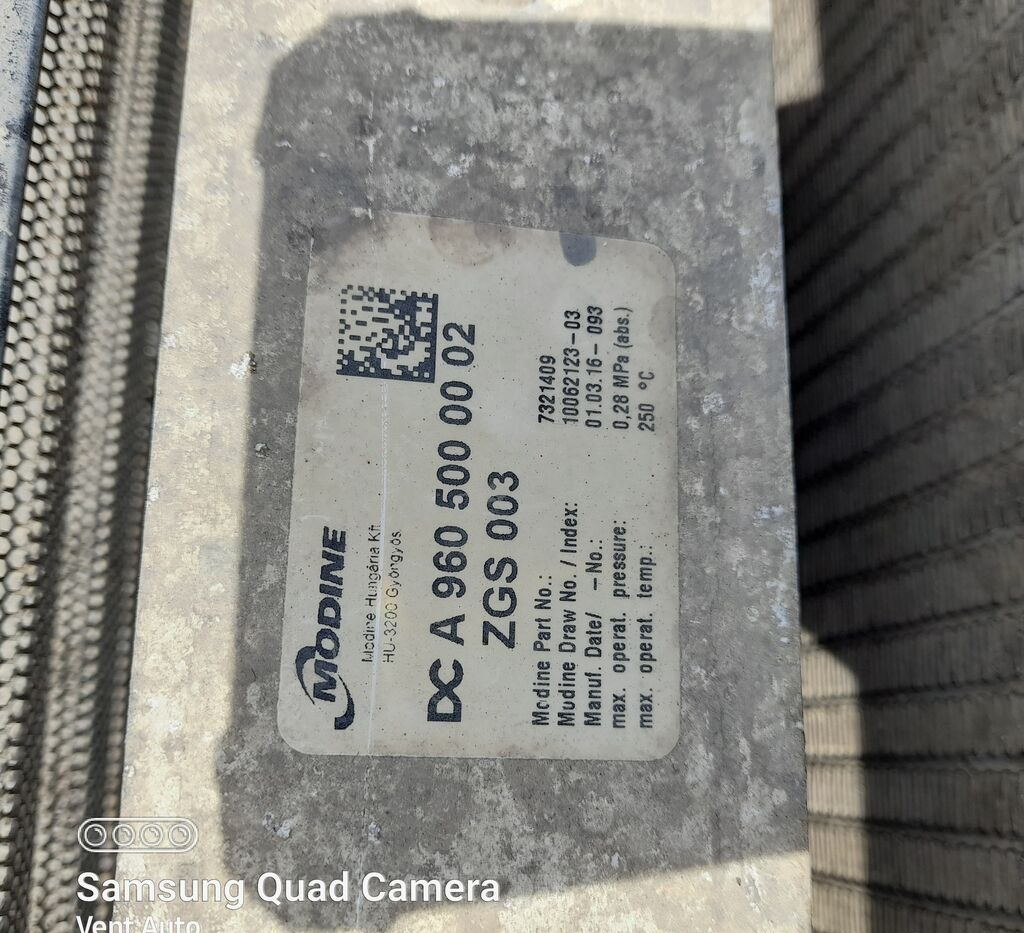 MODINE
Modine Hungária Kft
HU-3200 Gyöngyös
DC A 960 500 00 02
ZGS 003
Modine Part No.: 7321409
Mudine Draw No. / Index: 10062123-03
Manuf. Date/ -No.: 01.03.16-093
max. operat. pressure: 0,28 MPa (abs.)
max. operat. temp.: 250 °C
Samsung Quad Camera
Vent Auto